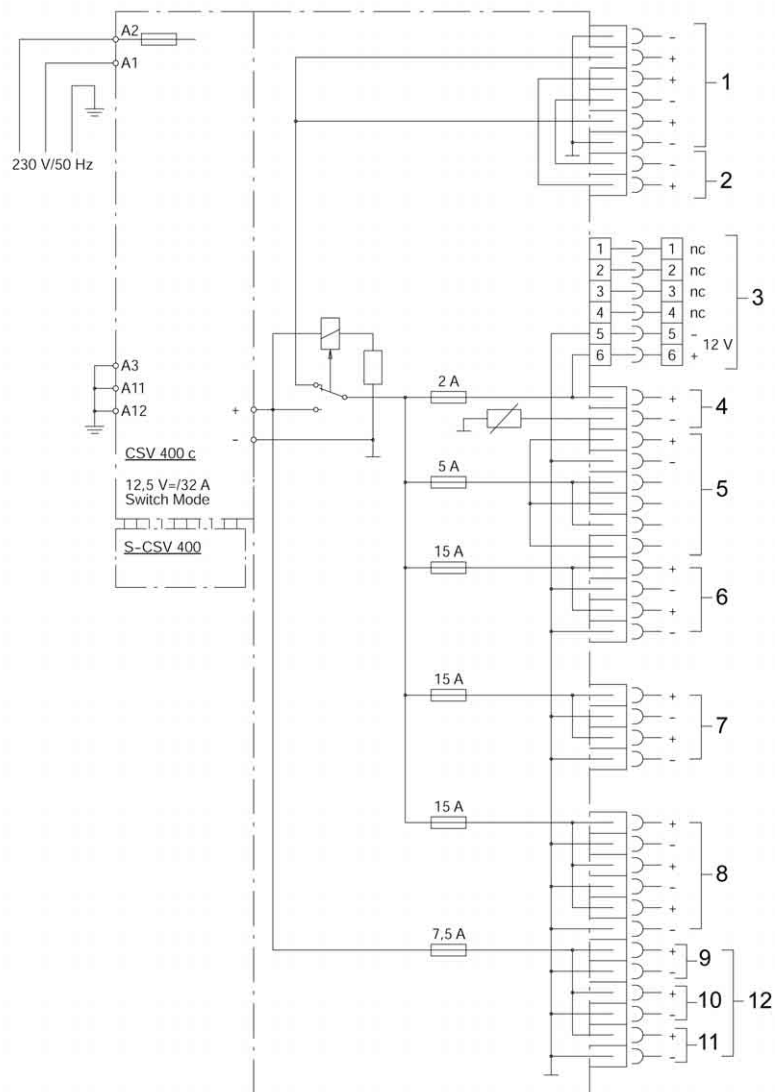 A2
A1
230 V/50 Hz
A3
A11
A12
+
-
CSV 400 c
12,5 V=/32 A
Switch Mode
S-CSV 400
2 A
5 A
15 A
15 A
15 A
7,5 A
-
+
+
-
+
-
1
-
+
2
1 1 nc
2 2 nc
3 3 nc
4 4 nc
5 5 -
12 V
6 6 +
3
+
-
4
+
-
5
+
-
+
-
6
+
-
+
-
7
+
-
+
-
+
-
8
+
-
9
+
-
10
+
-
11
12